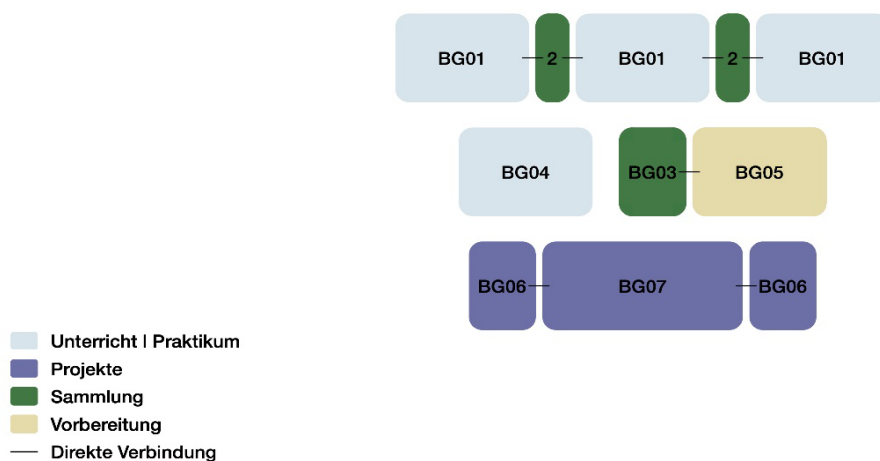 BG01 2 BG01 2 BG01
BG04 BG03 BG05
BG06 BG07 BG06
Unterricht | Praktikum
Projekte
Sammlung
Vorbereitung
Direkte Verbindung